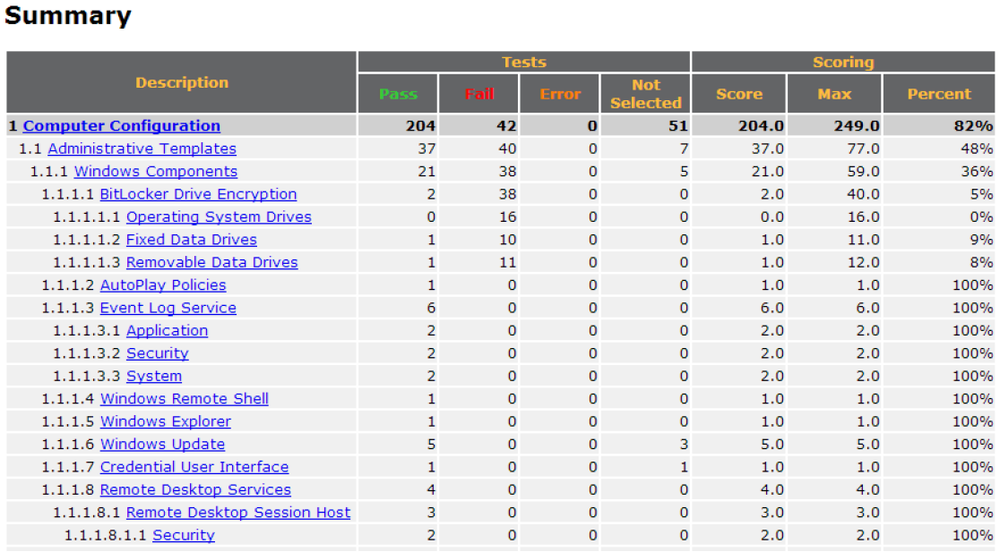 Summary
Description Tests Scoring
Pass Fail Error Not Selected Score Max Percent
1 Computer Configuration 204 42 0 51 204.0 249.0 82%
1.1 Administrative Templates 37 40 0 7 37.0 77.0 48%
1.1.1 Windows Components 21 38 0 5 21.0 59.0 36%
1.1.1.1 BitLocker Drive Encryption 2 38 0 0 2.0 40.0 5%
1.1.1.1.1 Operating System Drives 0 16 0 0 0.0 16.0 0%
1.1.1.1.2 Fixed Data Drives 1 10 0 0 1.0 11.0 9%
1.1.1.1.3 Removable Data Drives 1 11 0 0 1.0 12.0 8%
1.1.1.2 AutoPlay Policies 1 0 0 0 1.0 1.0 100%
1.1.1.3 Event Log Service 6 0 0 0 6.0 6.0 100%
1.1.1.3.1 Application 2 0 0 0 2.0 2.0 100%
1.1.1.3.2 Security 2 0 0 0 2.0 2.0 100%
1.1.1.3.3 System 2 0 0 0 2.0 2.0 100%
1.1.1.4 Windows Remote Shell 1 0 0 0 1.0 1.0 100%
1.1.1.5 Windows Explorer 1 0 0 0 1.0 1.0 100%
1.1.1.6 Windows Update 5 0 0 3 5.0 5.0 100%
1.1.1.7 Credential User Interface 1 0 0 1 1.0 1.0 100%
1.1.1.8 Remote Desktop Services 4 0 0 0 4.0 4.0 100%
1.1.1.8.1 Remote Desktop Session Host 3 0 0 0 3.0 3.0 100%
1.1.1.8.1.1 Security 2 0 0 0 2.0 2.0 100%